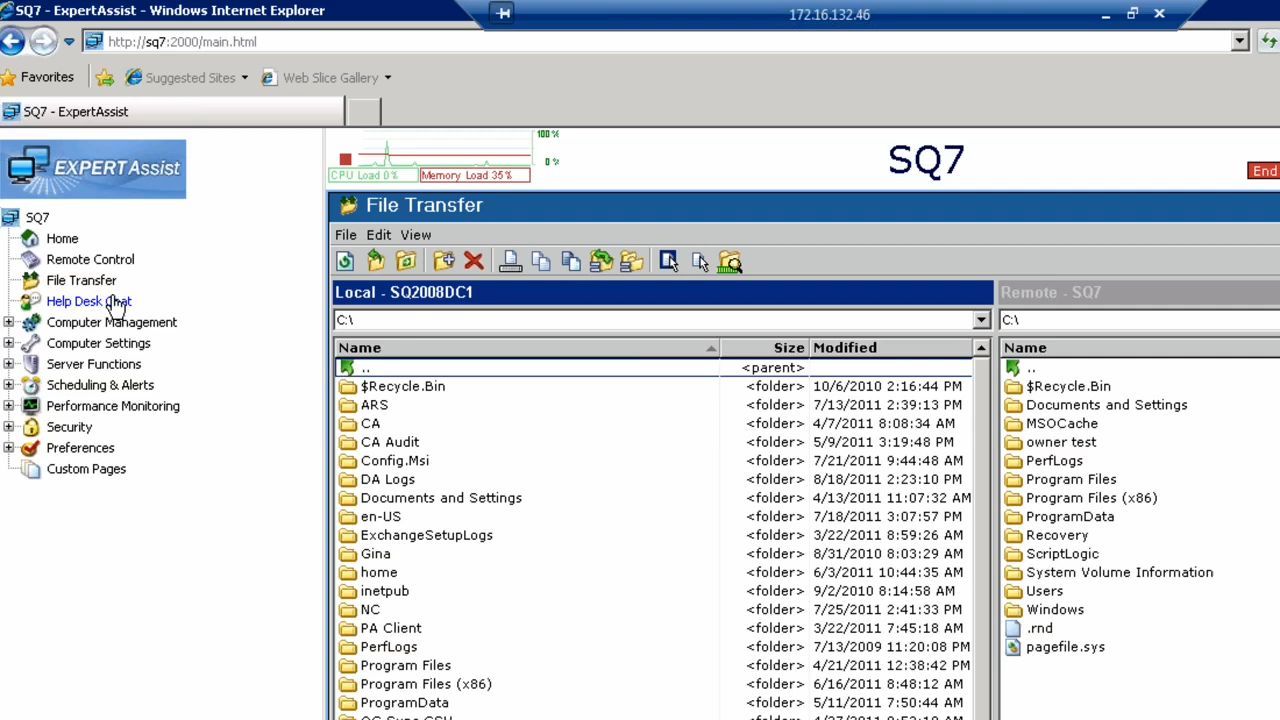 SQ7 - ExpertAssist - Windows Internet Explorer
172.16.132.46
http://sq7:2000/main.html
Favorites
Suggested Sites
Web Slice Gallery
SQ7 - ExpertAssist
EXPERTAssist
100 %
0 %
CPU Load 0 %
Memory Load 35 %
SQ7
End
SQ7
Home
Remote Control
File Transfer
Help Desk Chat
Computer Management
Computer Settings
Server Functions
Scheduling & Alerts
Performance Monitoring
Security
Preferences
Custom Pages
File Transfer
File Edit View
Local - SQ2008DC1
C:\
Name Size Modified
.. <parent>
$Recycle.Bin <folder> 10/6/2010 2:16:44 PM
ARS <folder> 7/13/2011 2:39:13 PM
CA <folder> 4/7/2011 8:08:34 AM
CA Audit <folder> 5/9/2011 3:19:48 PM
Config.Msi <folder> 7/21/2011 9:44:48 AM
DA Logs <folder> 8/18/2011 2:23:10 PM
Documents and Settings <folder> 4/13/2011 11:07:32 AM
en-US <folder> 7/18/2011 3:07:57 PM
ExchangeSetupLogs <folder> 3/22/2011 8:59:26 AM
Gina <folder> 8/31/2010 8:03:29 AM
home <folder> 6/3/2011 10:44:35 AM
inetpub <folder> 9/2/2010 8:14:58 AM
NC <folder> 7/25/2011 2:41:33 PM
PA Client <folder> 3/22/2011 7:45:18 AM
PerfLogs <folder> 7/13/2009 11:20:08 PM
Program Files <folder> 4/21/2011 12:38:42 PM
Program Files (x86) <folder> 6/16/2011 8:48:12 AM
ProgramData <folder> 5/11/2011 7:50:44 AM
Remote - SQ7
C:\
Name
..
$Recycle.Bin
Documents and Settings
MSOCache
owner test
PerfLogs
Program Files
Program Files (x86)
ProgramData
Recovery
ScriptLogic
System Volume Information
Users
Windows
.rnd
pagefile.sys